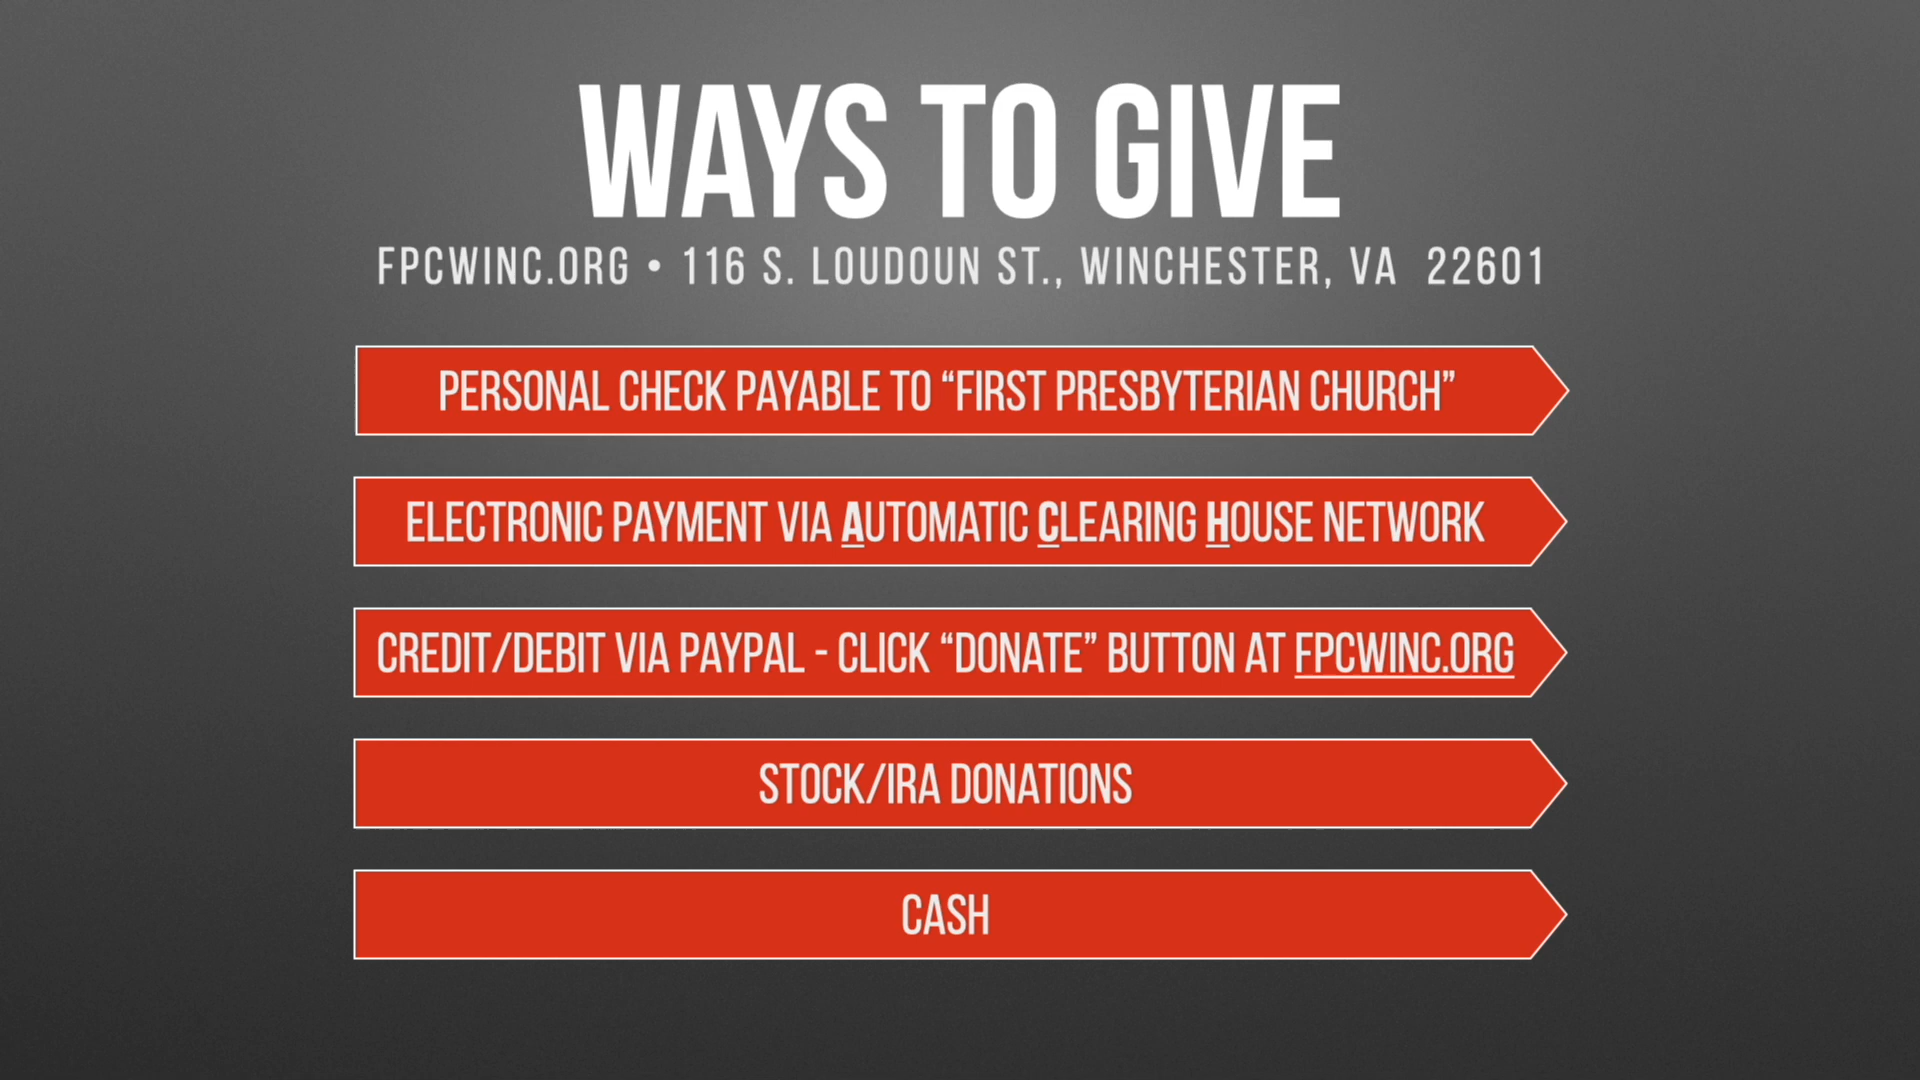 WAYS TO GIVE
FPCWINC.ORG • 116 S. LOUDOUN ST., WINCHESTER, VA  22601
PERSONAL CHECK PAYABLE TO “FIRST PRESBYTERIAN CHURCH”
ELECTRONIC PAYMENT VIA AUTOMATIC CLEARING HOUSE NETWORK
CREDIT/DEBIT VIA PAYPAL - CLICK “DONATE” BUTTON AT FPCWINC.ORG
STOCK/IRA DONATIONS
CASH